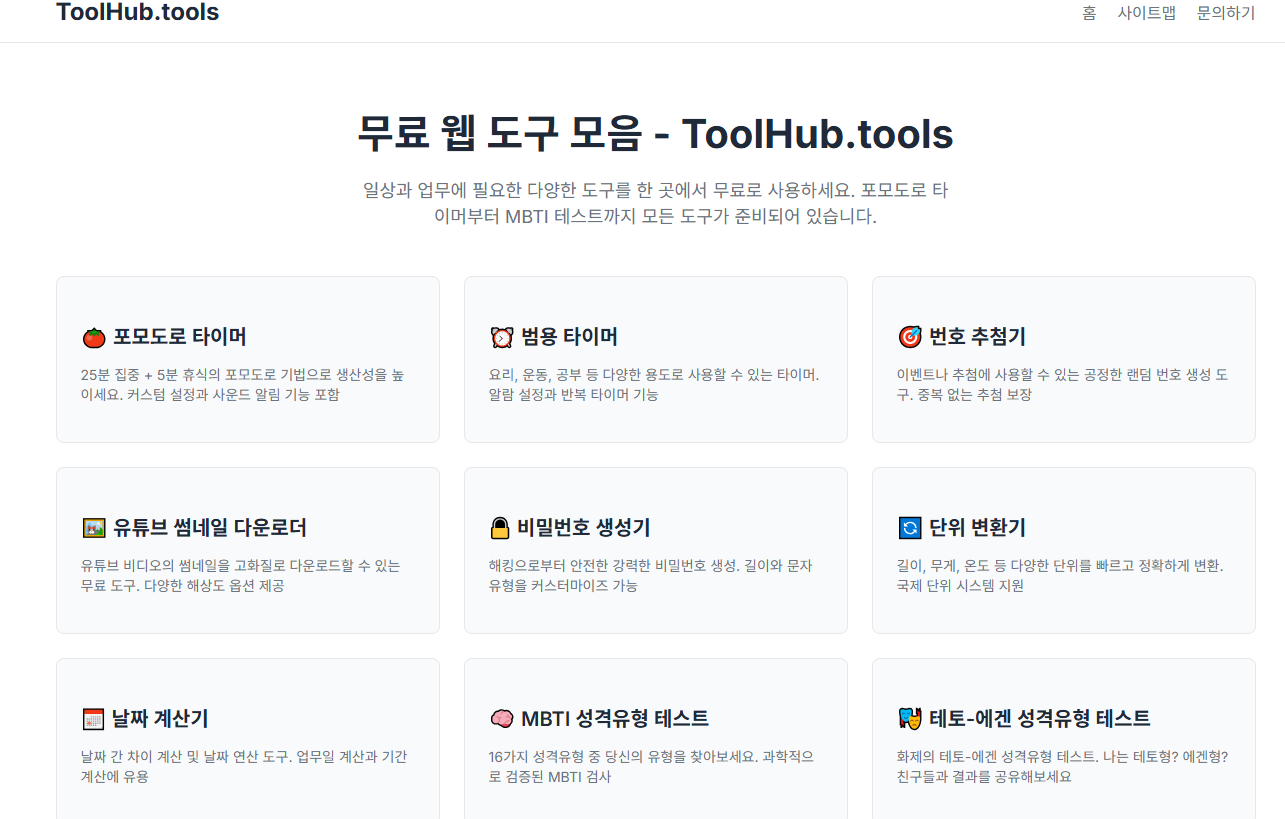 ToolHub.tools
홈 사이트맵 문의하기
무료 웹 도구 모음 - ToolHub.tools
일상과 업무에 필요한 다양한 도구를 한 곳에서 무료로 사용하세요. 포모도로 타
이머부터 MBTI 테스트까지 모든 도구가 준비되어 있습니다.
포모도로 타이머
25분 집중 + 5분 휴식의 포모도로 기법으로 생산성을 높
이세요. 커스텀 설정과 사운드 알림 기능 포함
범용 타이머
요리, 운동, 공부 등 다양한 용도로 사용할 수 있는 타이머.
알람 설정과 반복 타이머 기능
번호 추첨기
이벤트나 추첨에 사용할 수 있는 공정한 랜덤 번호 생성 도
구. 중복 없는 추첨 보장
유튜브 썸네일 다운로더
유튜브 비디오의 썸네일을 고화질로 다운로드할 수 있는
무료 도구. 다양한 해상도 옵션 제공
비밀번호 생성기
해킹으로부터 안전한 강력한 비밀번호 생성. 길이와 문자
유형을 커스터마이즈 가능
단위 변환기
길이, 무게, 온도 등 다양한 단위를 빠르고 정확하게 변환.
국제 단위 시스템 지원
날짜 계산기
날짜 간 차이 계산 및 날짜 연산 도구. 업무일 계산과 기간
계산에 유용
MBTI 성격유형 테스트
16가지 성격유형 중 당신의 유형을 찾아보세요. 과학적으
로 검증된 MBTI 검사
테토-에겐 성격유형 테스트
화제의 테토-에겐 성격유형 테스트. 나는 테토형? 에겐형?
친구들과 결과를 공유해보세요